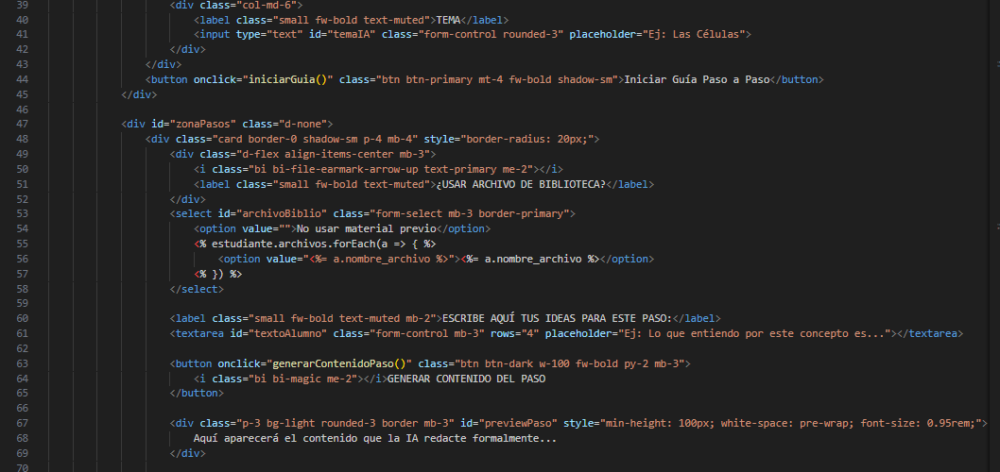 39 <div class="col-md-6">
40 <label class="small fw-bold text-muted">TEMA</label>
41 <input type="text" id="temaIA" class="form-control rounded-3" placeholder="Ej: Las Células">
42 </div>
43 </div>
44 <button onclick="iniciarGuia()" class="btn btn-primary mt-4 fw-bold shadow-sm">Iniciar Guía Paso a Paso</button>
45 </div>
46
47 <div id="zonaPasos" class="d-none">
48 <div class="card border-0 shadow-sm p-4 mb-4" style="border-radius: 20px;">
49 <div class="d-flex align-items-center mb-3">
50 <i class="bi bi-file-earmark-arrow-up text-primary me-2"></i>
51 <label class="small fw-bold text-muted">¿USAR ARCHIVO DE BIBLIOTECA?</label>
52 </div>
53 <select id="archivoBiblio" class="form-select mb-3 border-primary">
54 <option value="">No usar material previo</option>
55 <% estudiante.archivos.forEach(a => { %>
56 <option value="<%= a.nombre_archivo %>"><%= a.nombre_archivo %></option>
57 <% }) %>
58 </select>
59
60 <label class="small fw-bold text-muted mb-2">ESCRIBE AQUÍ TUS IDEAS PARA ESTE PASO:</label>
61 <textarea id="textoAlumno" class="form-control mb-3" rows="4" placeholder="Ej: Lo que entiendo por este concepto es..."></textarea>
62
63 <button onclick="generarContenidoPaso()" class="btn btn-dark w-100 fw-bold py-2 mb-3">
64 <i class="bi bi-magic me-2"></i>GENERAR CONTENIDO DEL PASO
65 </button>
66
67 <div class="p-3 bg-light rounded-3 border mb-3" id="previewPaso" style="min-height: 100px; white-space: pre-wrap; font-size: 0.95rem;">
68 Aquí aparecerá el contenido que la IA redacte formalmente...
69 </div>
70